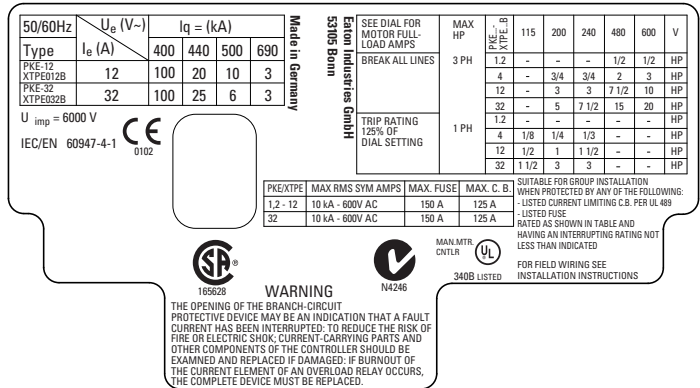 50/60Hz Ue (V~) Iq = (kA)
Type Ie (A) 400 440 500 690
PKE-12
XTPE012B 12 100 20 10 3
PKE-32
XTPE032B 32 100 25 6 3
U imp = 6000 V
IEC/EN 60947-4-1 CE
0102
Made in Germany
Eaton Industries GmbH
53105 Bonn
SEE DIAL FOR
MOTOR FULL-
LOAD AMPS
MAX
HP
PKE...-
XTPE...B
115 200 240 480 600 V
BREAK ALL LINES 3 PH 1.2 - - - 1/2 1/2 HP
4 - 3/4 3/4 2 3 HP
12 - 3 3 7 1/2 10 HP
32 - 5 7 1/2 15 20 HP
TRIP RATING
125% OF
DIAL SETTING
1 PH 1.2 - - - - - HP
4 1/8 1/4 1/3 - - HP
12 1/2 1 1 1/2 - - HP
32 1 1/2 3 3 - - HP
PKE/XTPE MAX RMS SYM AMPS MAX. FUSE MAX. C. B.
1,2 - 12 10 kA - 600V AC 150 A 125 A
32 10 kA - 600V AC 150 A 125 A
SUITABLE FOR GROUP INSTALLATION
WHEN PROTECTED BY ANY OF THE FOLLOWING:
- LISTED CURRENT LIMITING C.B. PER UL 489
- LISTED FUSE
RATED AS SHOWN IN TABLE AND
HAVING AN INTERRUPTING RATING NOT
LESS THAN INDICATED
FOR FIELD WIRING SEE
INSTALLATION INSTRUCTIONS
SA ®
165628
N4246
MAN.MTR.
CNTLR
UL
340B LISTED
WARNING
THE OPENING OF THE BRANCH-CIRCUIT
PROTECTIVE DEVICE MAY BE AN INDICATION THAT A FAULT
CURRENT HAS BEEN INTERRUPTED: TO REDUCE THE RISK OF
FIRE OR ELECTRIC SHOK; CURRENT-CARRYING PARTS AND
OTHER COMPONENTS OF THE CONTROLLER SHOULD BE
EXAMINED AND REPLACED IF DAMAGED: IF BURNOUT OF
THE CURRENT ELEMENT OF AN OVERLOAD RELAY OCCURS,
THE COMPLETE DEVICE MUST BE REPLACED.